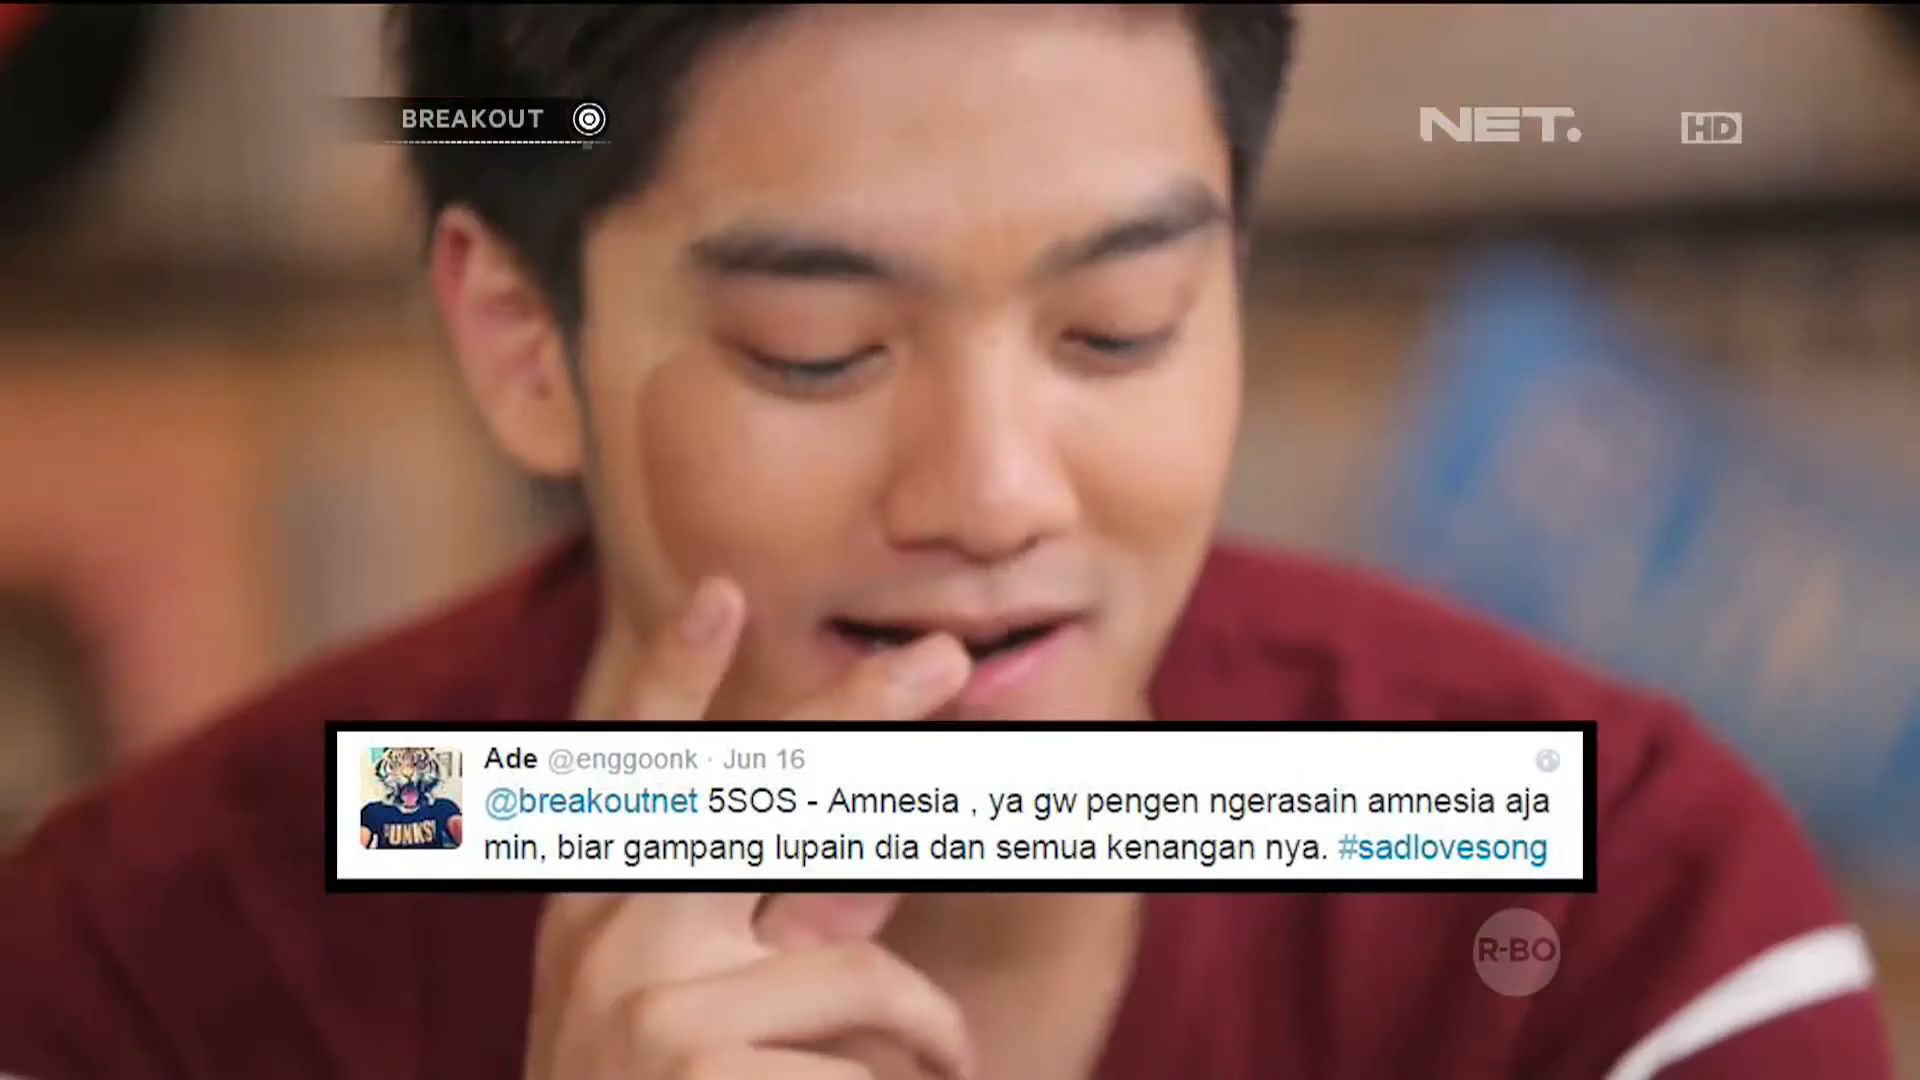 BREAKOUT
NET.
HD
Ade @enggoonk · Jun 16
@breakoutnet 5SOS - Amnesia , ya gw pengen ngerasain amnesia aja
min, biar gampang lupain dia dan semua kenangan nya. #sadlovesong
UNKS
R-BO